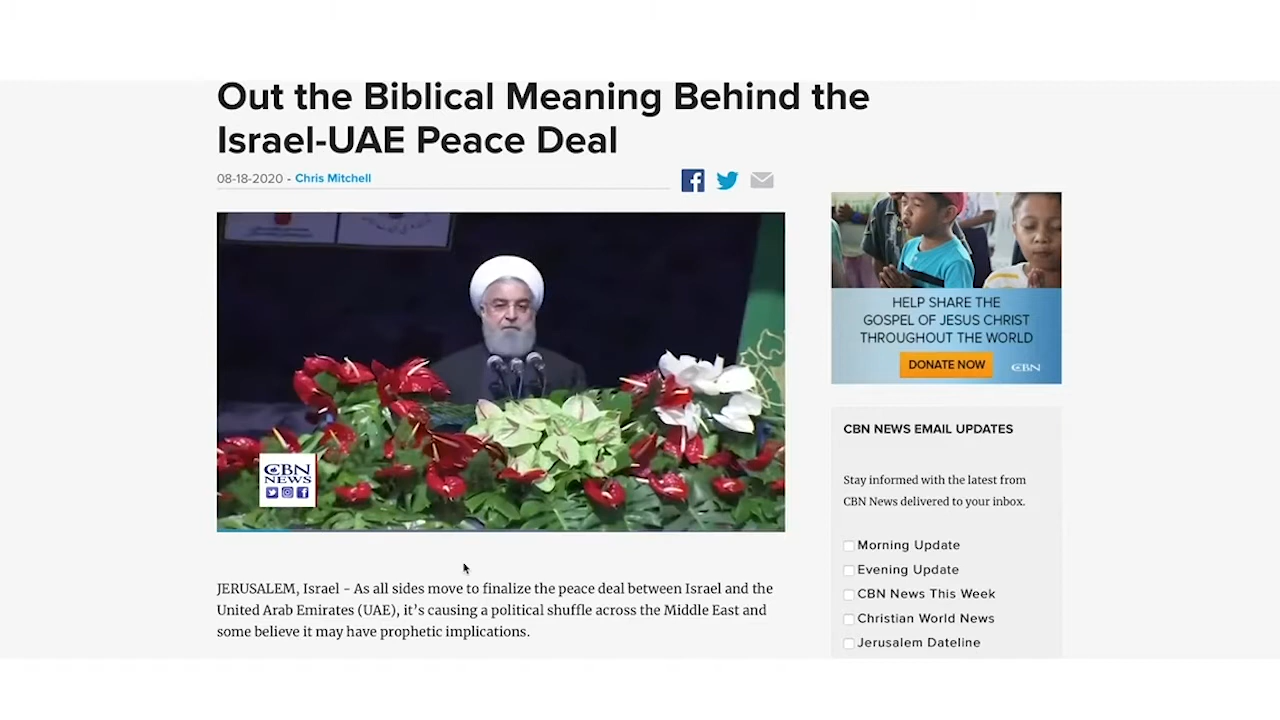 Out the Biblical Meaning Behind the
Israel-UAE Peace Deal
08-18-2020 - Chris Mitchell
CBN
NEWS
HELP SHARE THE
GOSPEL OF JESUS CHRIST
THROUGHOUT THE WORLD
DONATE NOW
CBN
CBN NEWS EMAIL UPDATES
Stay informed with the latest from
CBN News delivered to your inbox.
Morning Update
Evening Update
CBN News This Week
Christian World News
Jerusalem Dateline
JERUSALEM, Israel - As all sides move to finalize the peace deal between Israel and the
United Arab Emirates (UAE), it's causing a political shuffle across the Middle East and
some believe it may have prophetic implications.